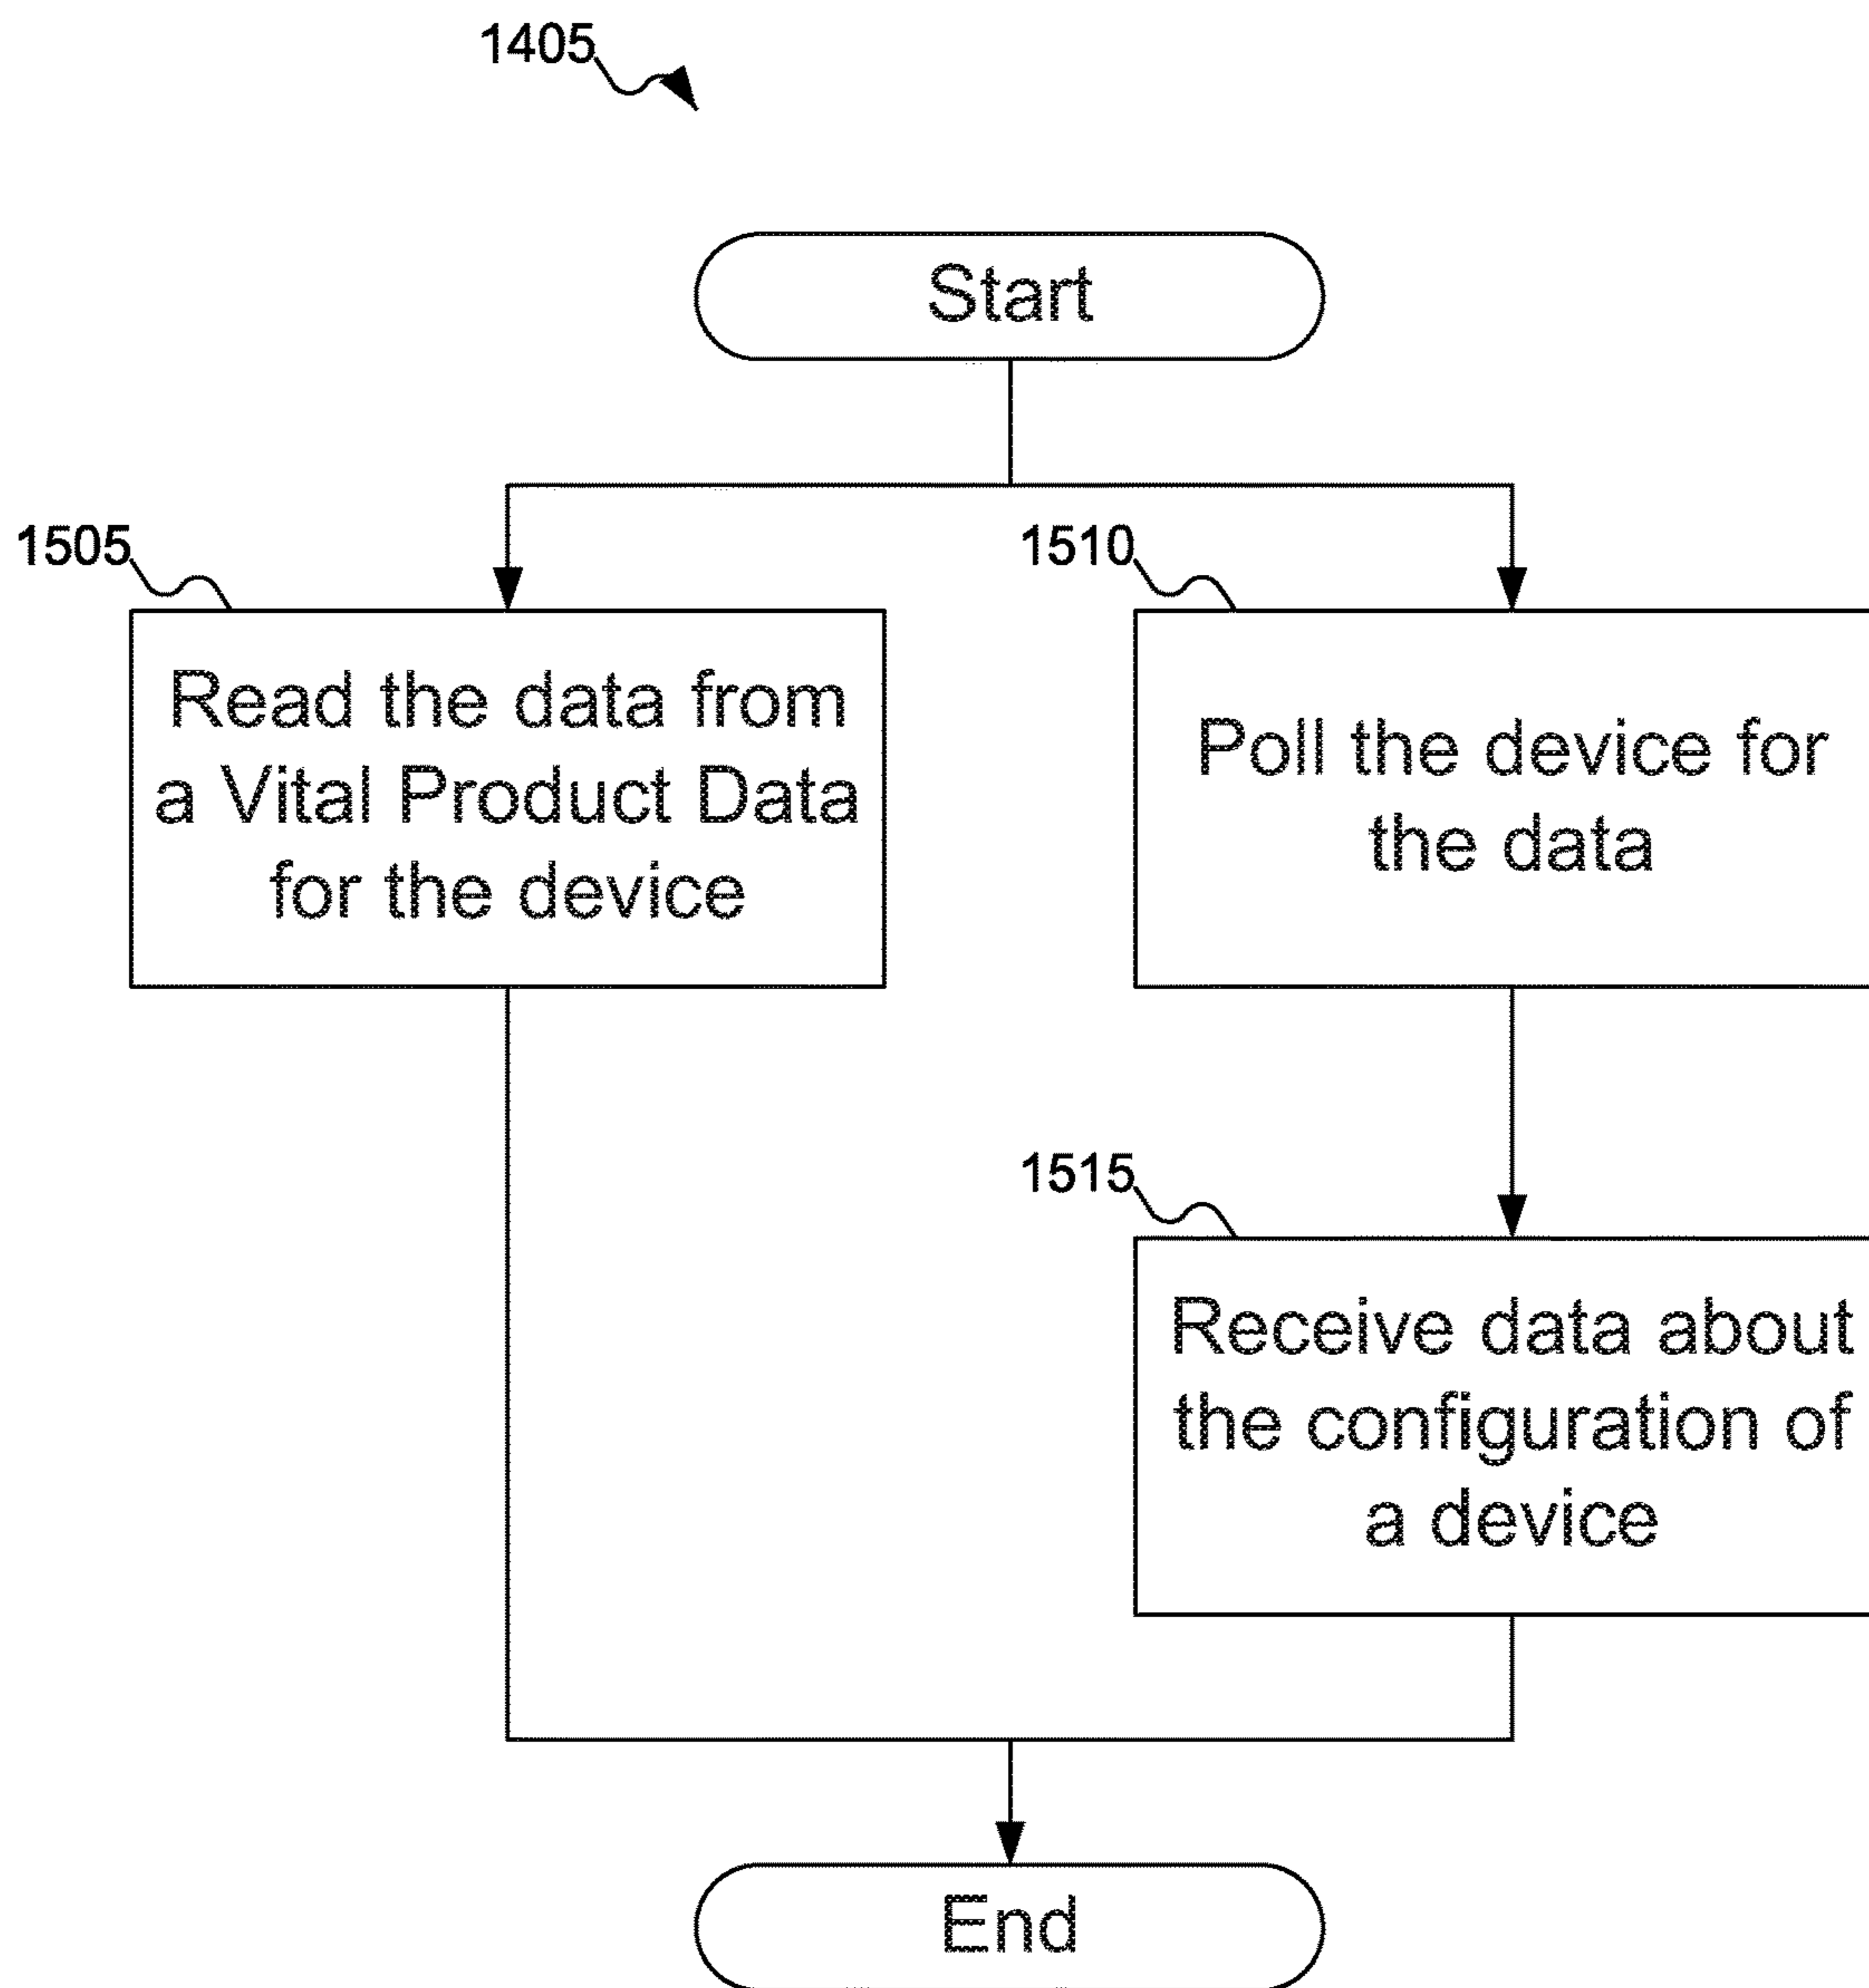 1405
Start
1505
Read the data from
a Vital Product Data
for the device
1510
Poll the device for
the data
1515
Receive data about
the configuration of
a device
End